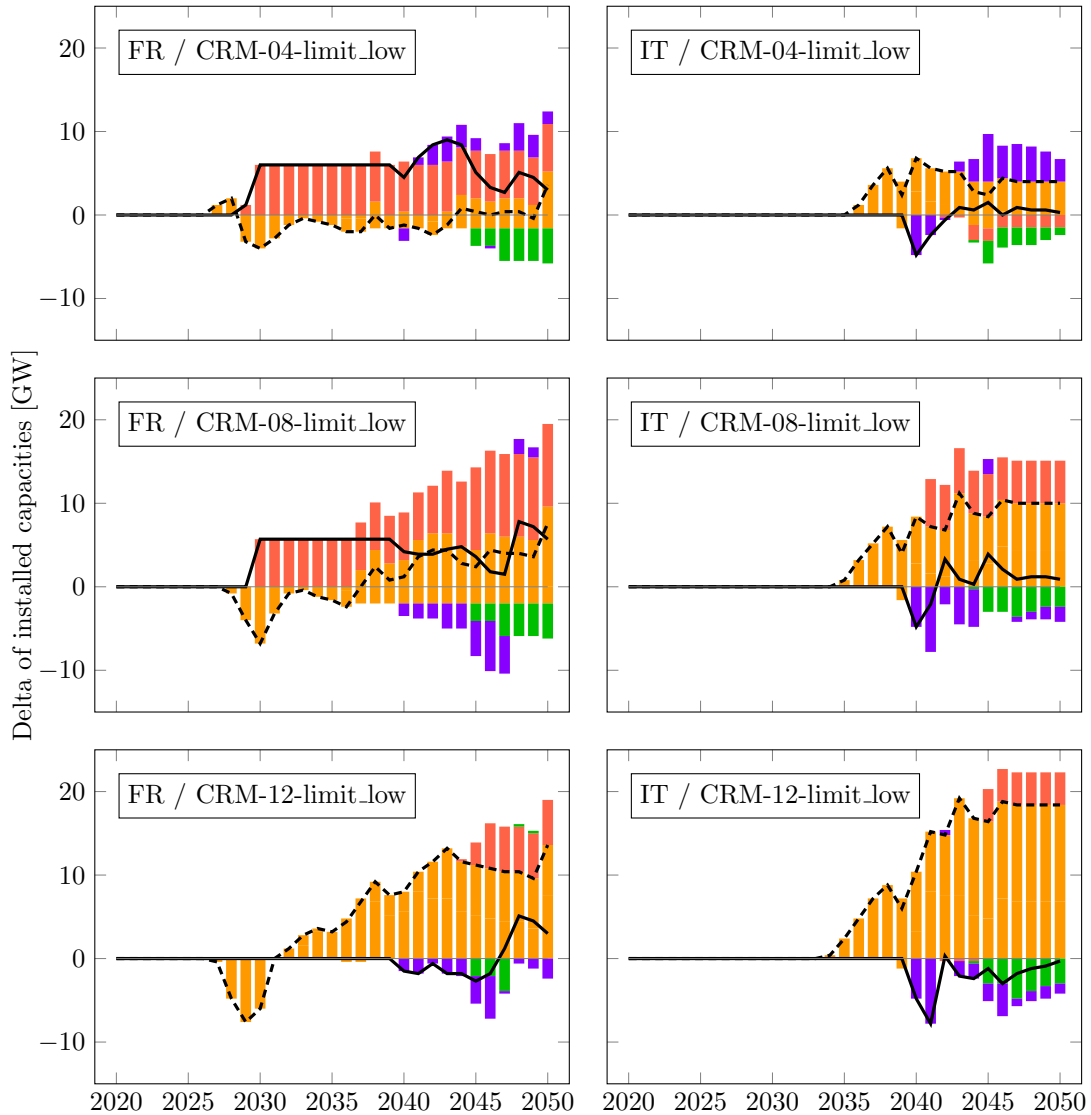 20
10
0
−10
FR / CRM-04-limit_low
IT / CRM-04-limit_low
Delta of installed capacities [GW]
20
10
0
−10
FR / CRM-08-limit_low
IT / CRM-08-limit_low
20
10
0
−10
FR / CRM-12-limit_low
IT / CRM-12-limit_low
2020 2025 2030 2035 2040 2045 2050 2020 2025 2030 2035 2040 2045 2050